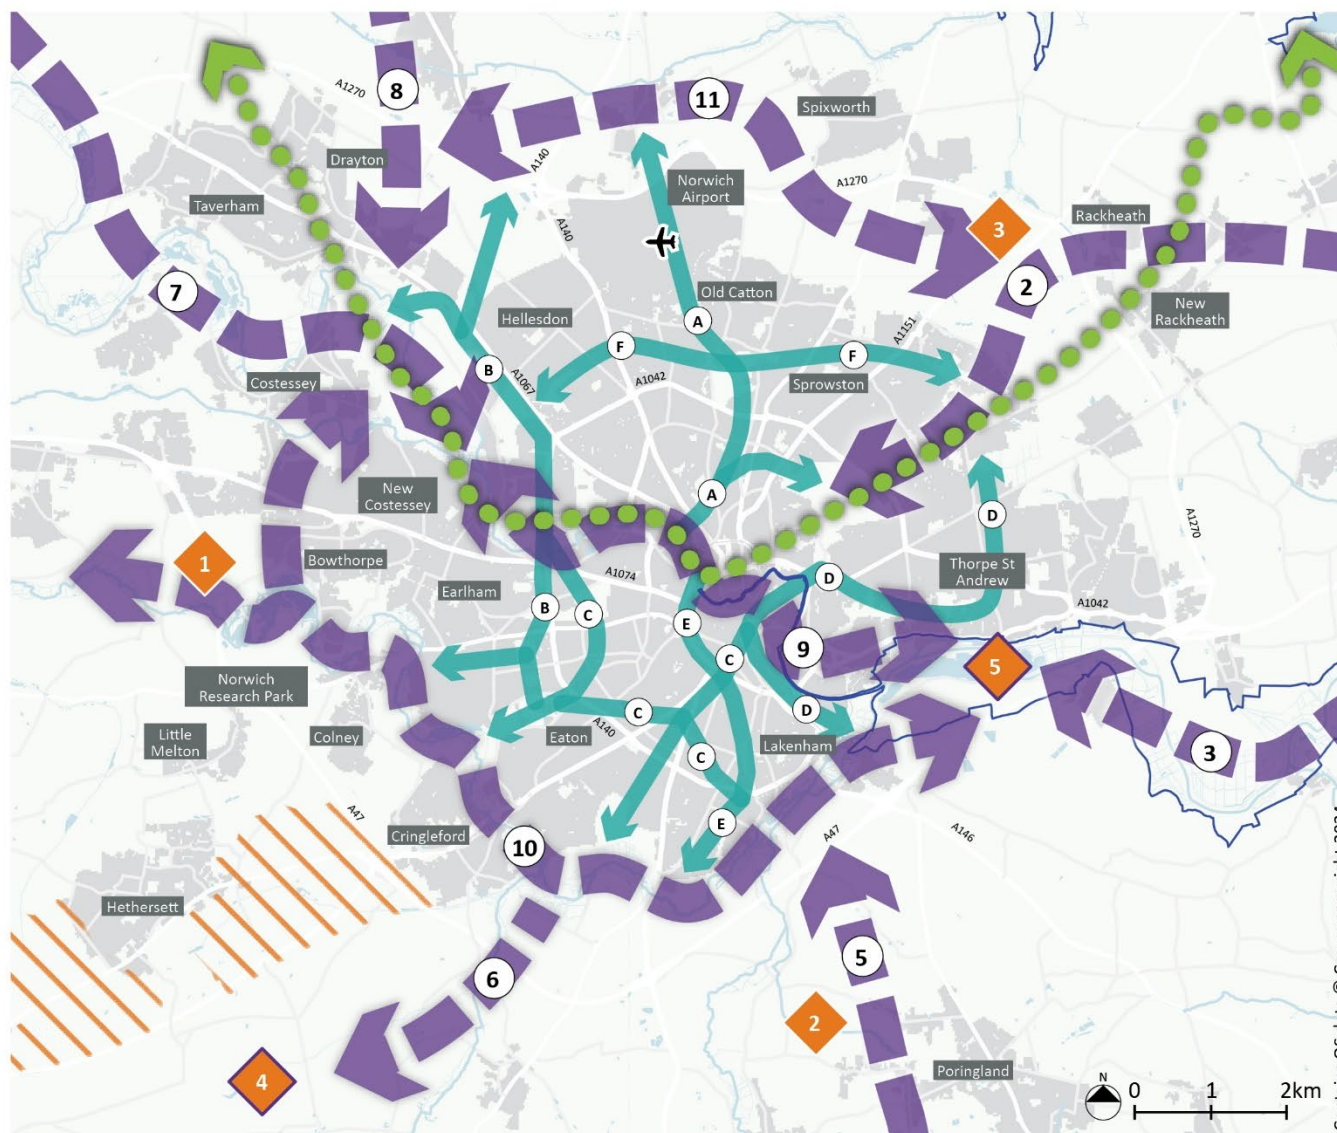 A1270
8
11
Spixworth
Drayton
A140
Norwich
Airport
A1270
Taverham
3
Rackheath
A140
7
2
Old Catton
New
Rackheath
Hellesdon
A
F
F
A1151
B
A1067
A1042
Sprowston
Costessey
New
Costessey
A
D
A1270
1
Bowthorpe
A1074
Earlham
D
Thorpe St
Andrew
A1042
B
C
E
9
C
5
Norwich
Research Park
C
D
Little
Melton
Colney
Eaton
A140
Lakenham
C
3
A47
Cringleford
E
A47
A146
10
Hethersett
5
6
2
4
Poringland
N
0
1
2km